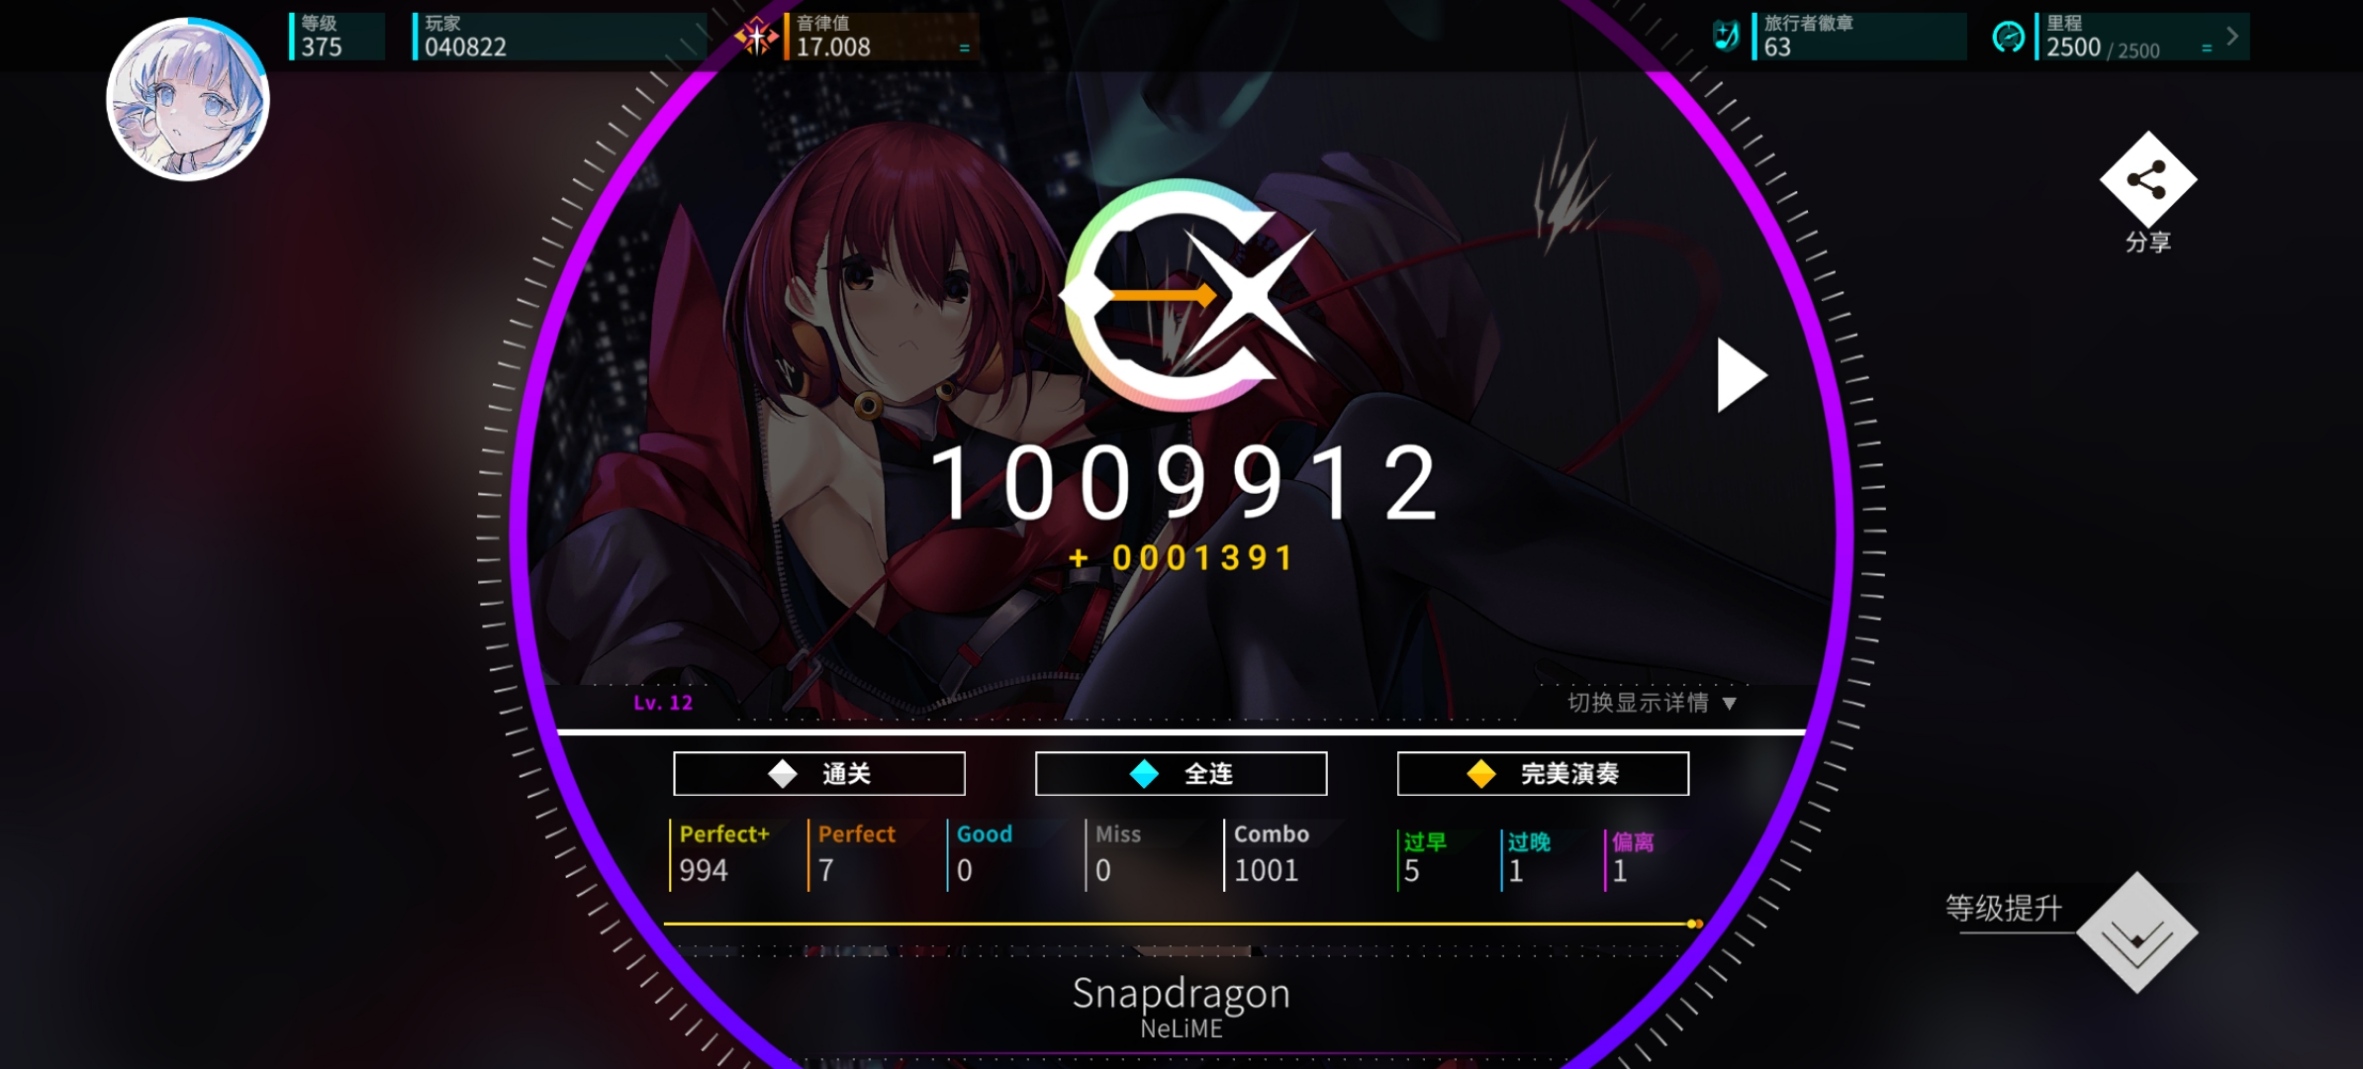 等级
375
玩家
040822
音律值
17.008
=
旅行者徽章
63
里程
2500 / 2500
=
分享
1009912
+ 0001391
Lv. 12
切换显示详情 ▼
通关
全连
完美演奏
Perfect+
994
Perfect
7
Good
0
Miss
0
Combo
1001
过早
5
过晚
1
偏离
1
等级提升
Snapdragon
NeLiME